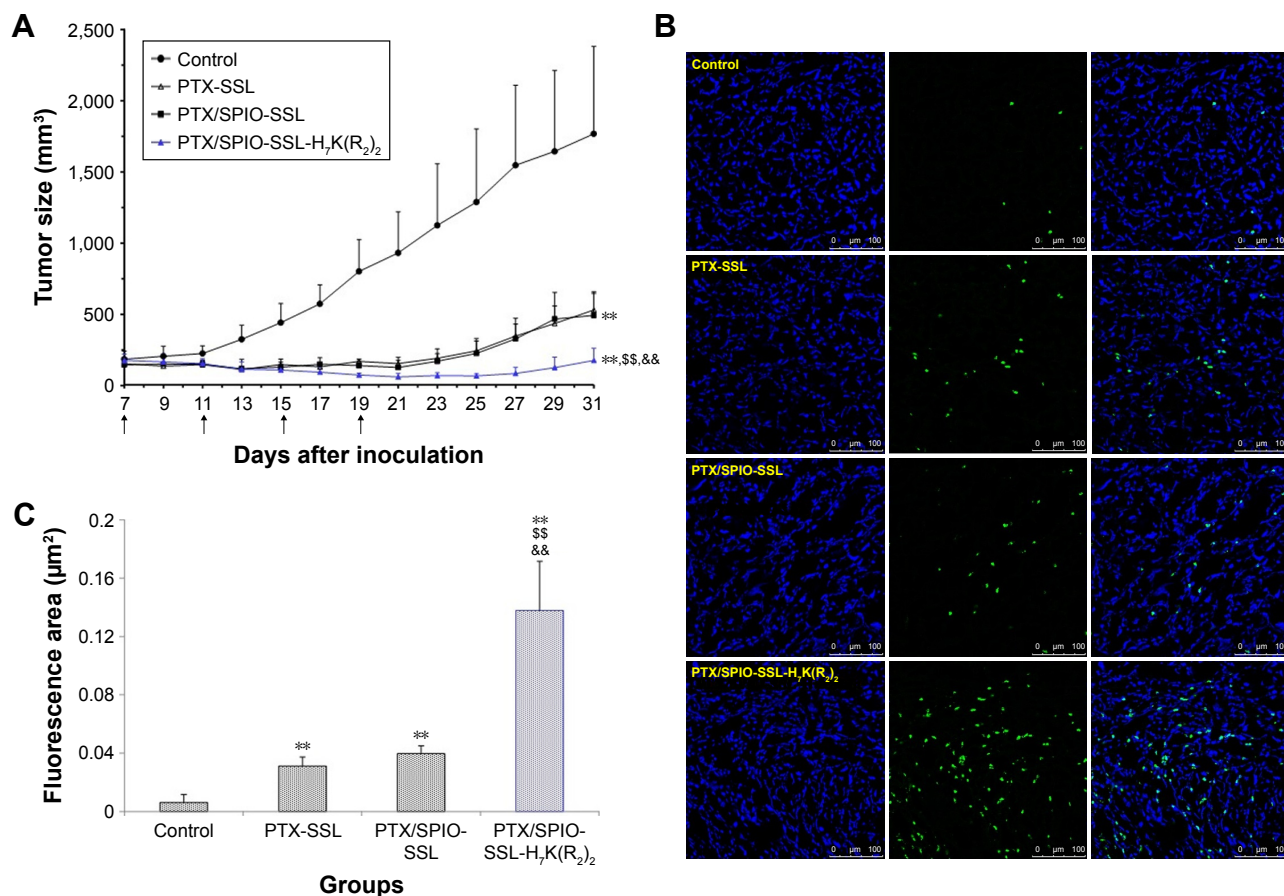 A
2,500
2,000
1,500
1,000
500
0
Tumor size (mm³)
Control
PTX-SSL
PTX/SPIO-SSL
PTX/SPIO-SSL-H₇K(R₂)₂
**
**,$$,&&
7 9 11 13 15 17 19 21 23 25 27 29 31
Days after inoculation
B
Control
0 µm 100
0 µm 100
0 µm 100
PTX-SSL
0 µm 100
0 µm 100
0 µm 100
PTX/SPIO-SSL
0 µm 100
0 µm 100
0 µm 100
PTX/SPIO-SSL-H₇K(R₂)₂
0 µm 100
0 µm 100
0 µm 100
C
0.2
0.16
0.12
0.08
0.04
0
Fluorescence area (µm²)
**
**
**
$$
&&
Control
PTX-SSL
PTX/SPIO-
SSL
PTX/SPIO-
SSL-H₇K(R₂)₂
Groups